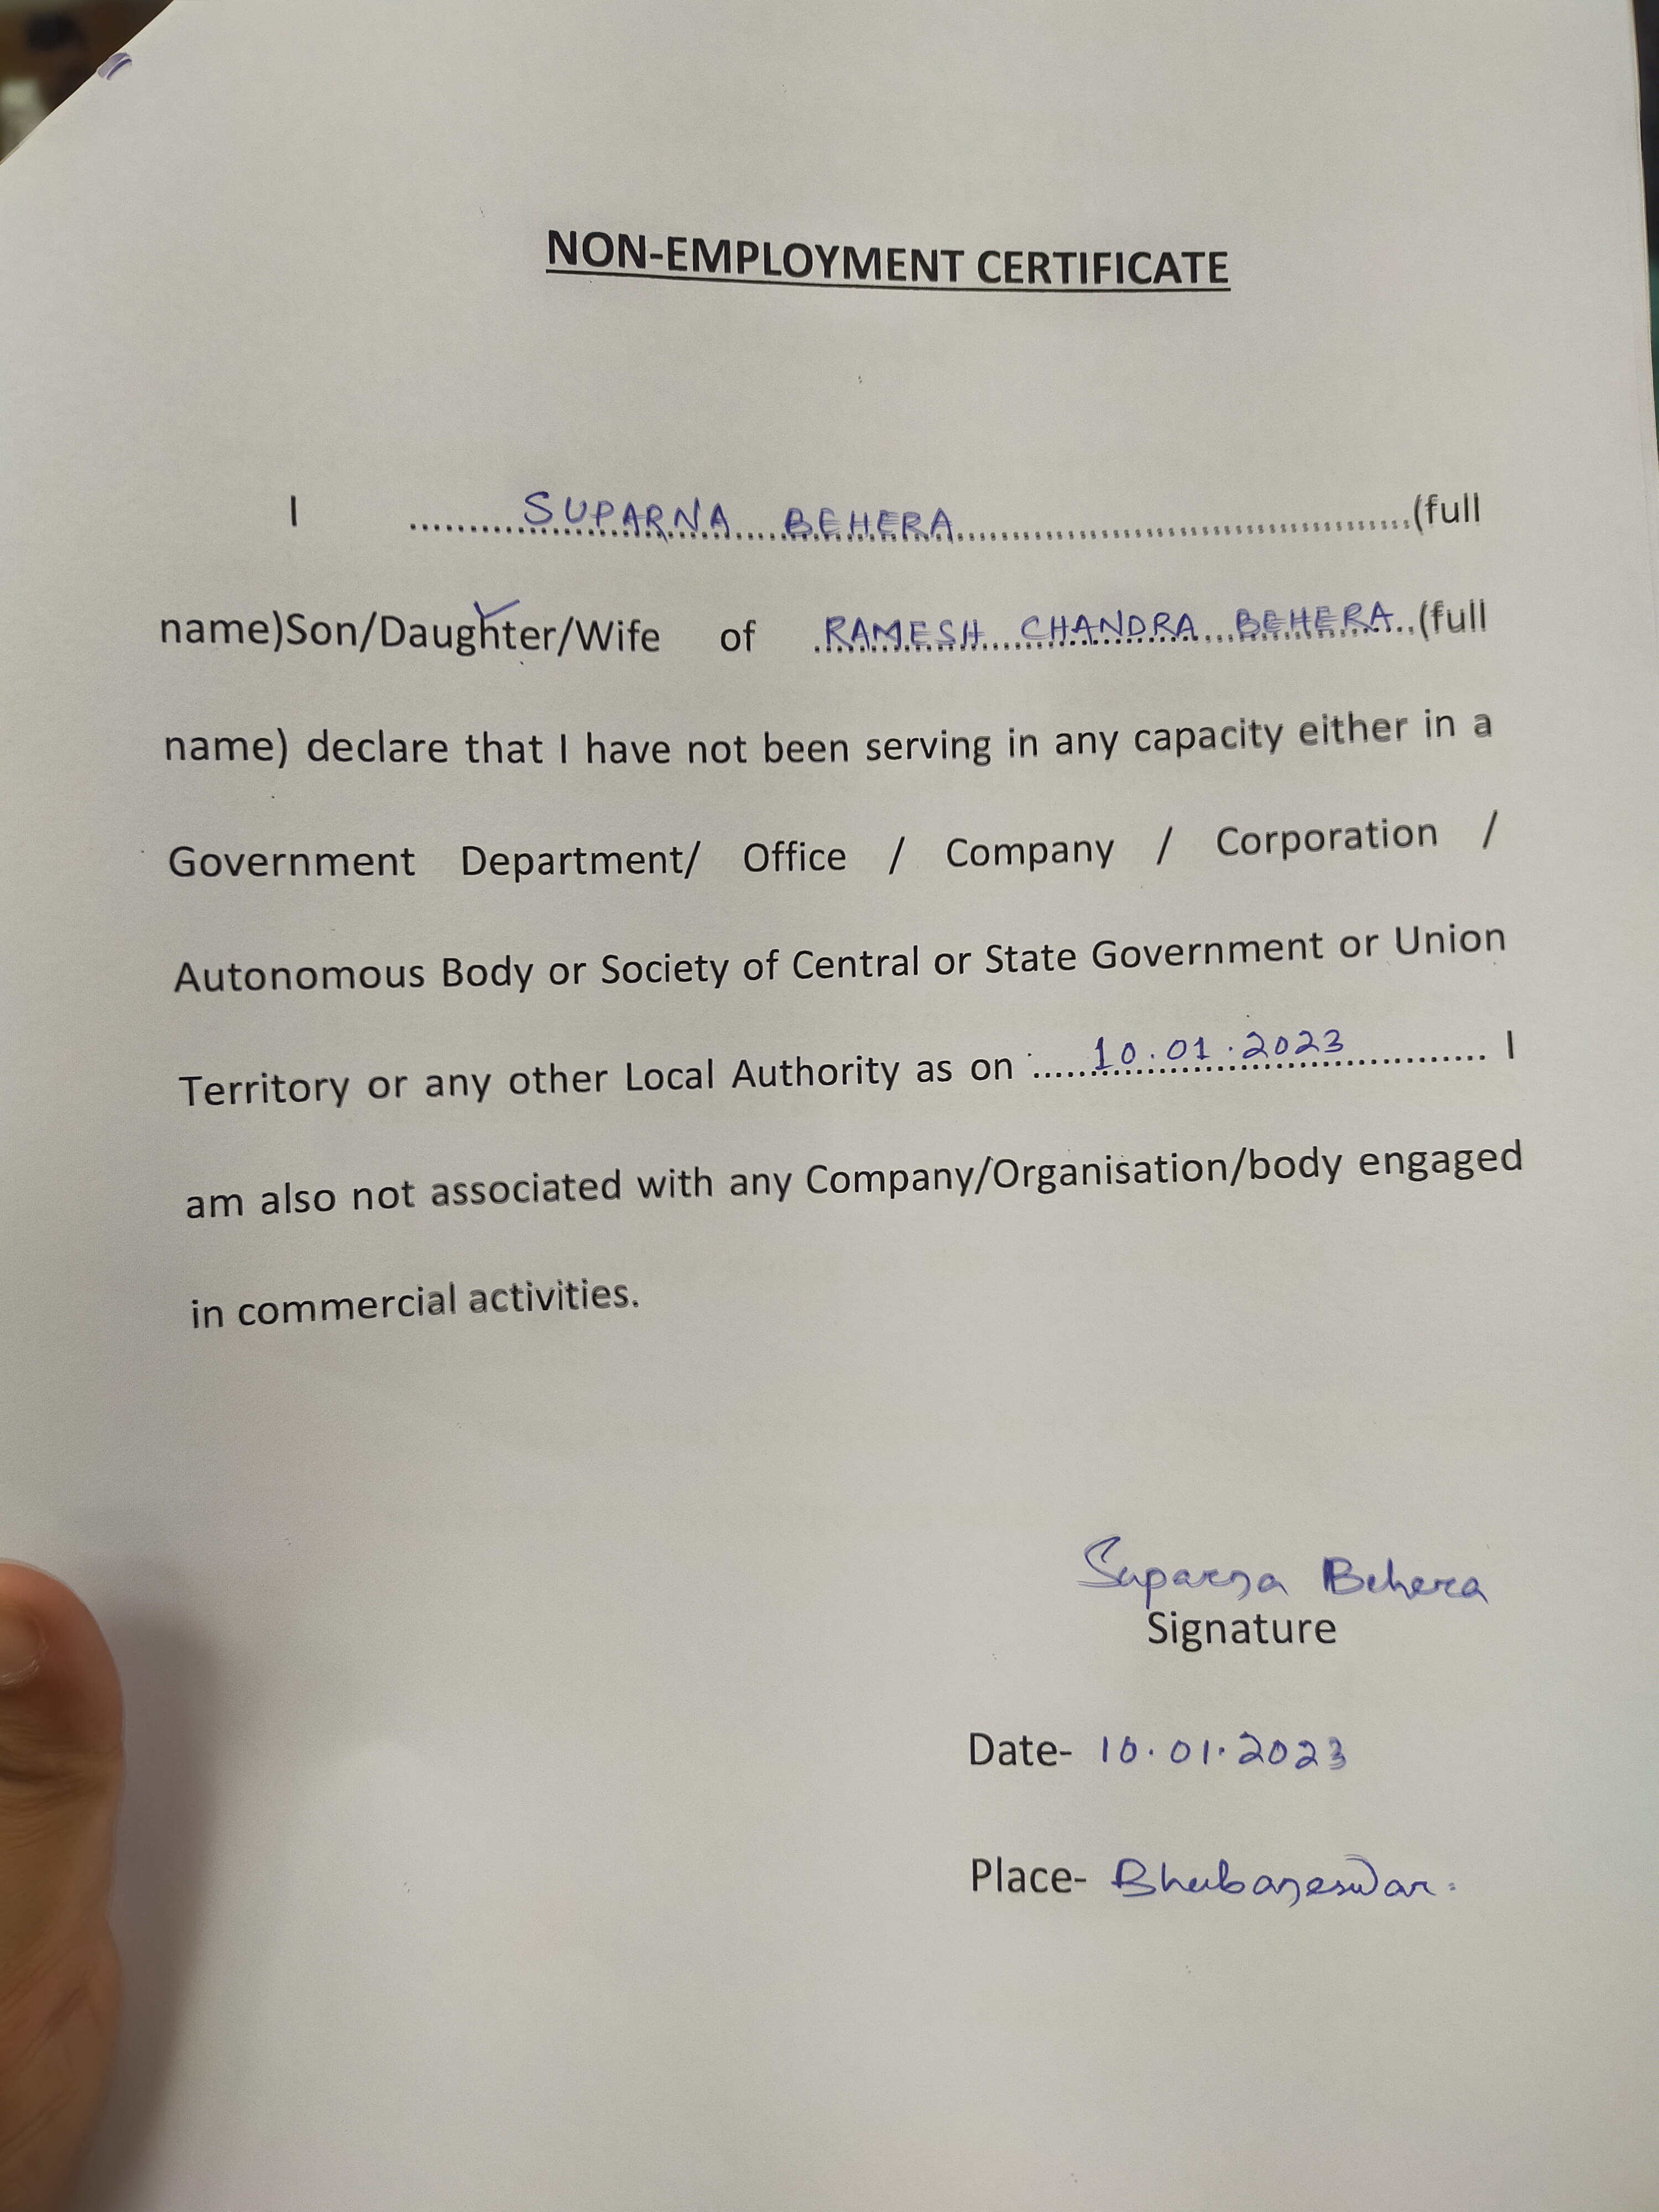 NON-EMPLOYMENT CERTIFICATE
I ..........SUPARNA BEHERA..............................(full
name)Son/Daughter/Wife of .RAMESH CHANDRA BEHERA..(full
name) declare that I have not been serving in any capacity either in a
Government Department/ Office / Company / Corporation /
Autonomous Body or Society of Central or State Government or Union
Territory or any other Local Authority as on ......10.01.2023............. I
am also not associated with any Company/Organisation/body engaged
in commercial activities.
Suparna Behera
Signature
Date- 10.01.2023
Place- Bhubaneswar.